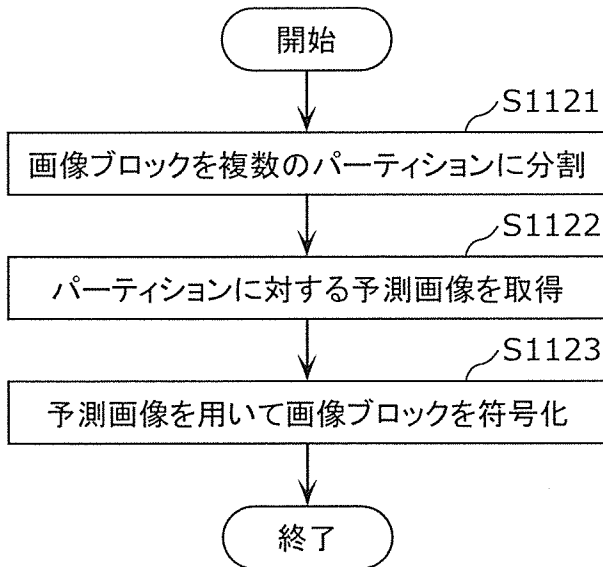 開始
S1121
画像ブロックを複数のパーティションに分割
S1122
パーティションに対する予測画像を取得
S1123
予測画像を用いて画像ブロックを符号化
終了